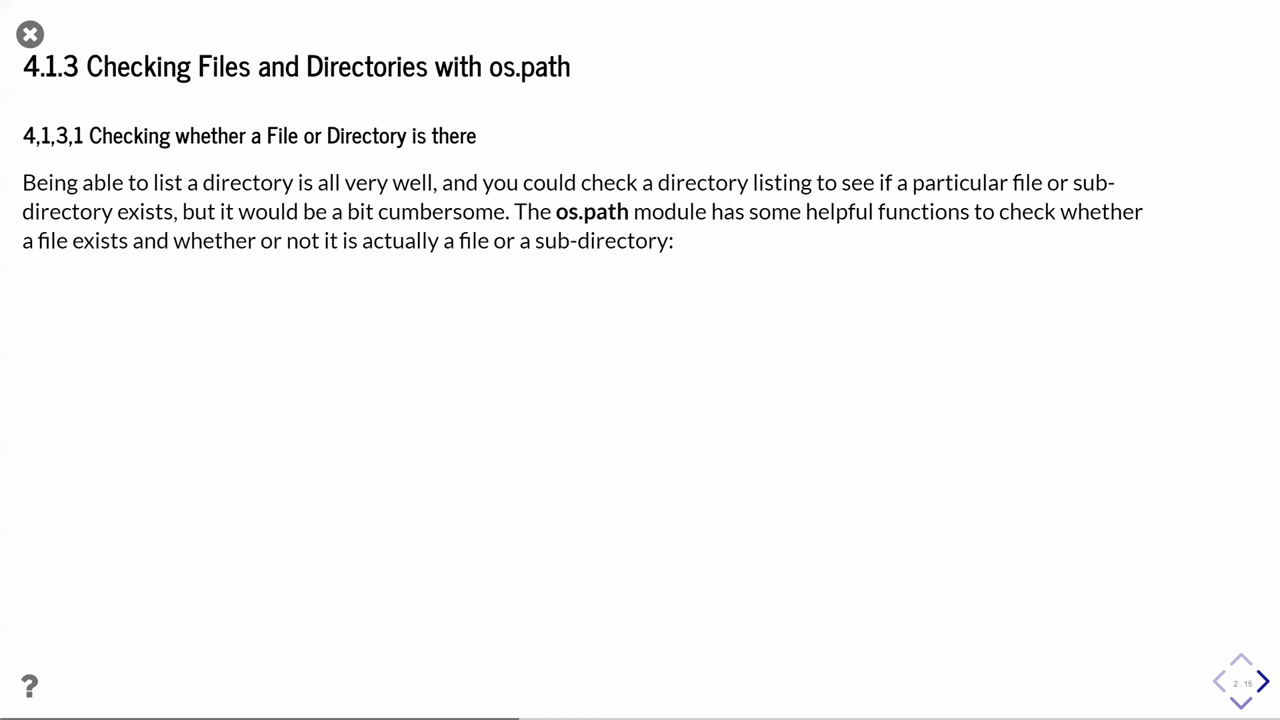 4.1.3 Checking Files and Directories with os.path
4,1,3,1 Checking whether a File or Directory is there
Being able to list a directory is all very well, and you could check a directory listing to see if a particular file or sub-
directory exists, but it would be a bit cumbersome. The os.path module has some helpful functions to check whether
a file exists and whether or not it is actually a file or a sub-directory:
?
2 . 15